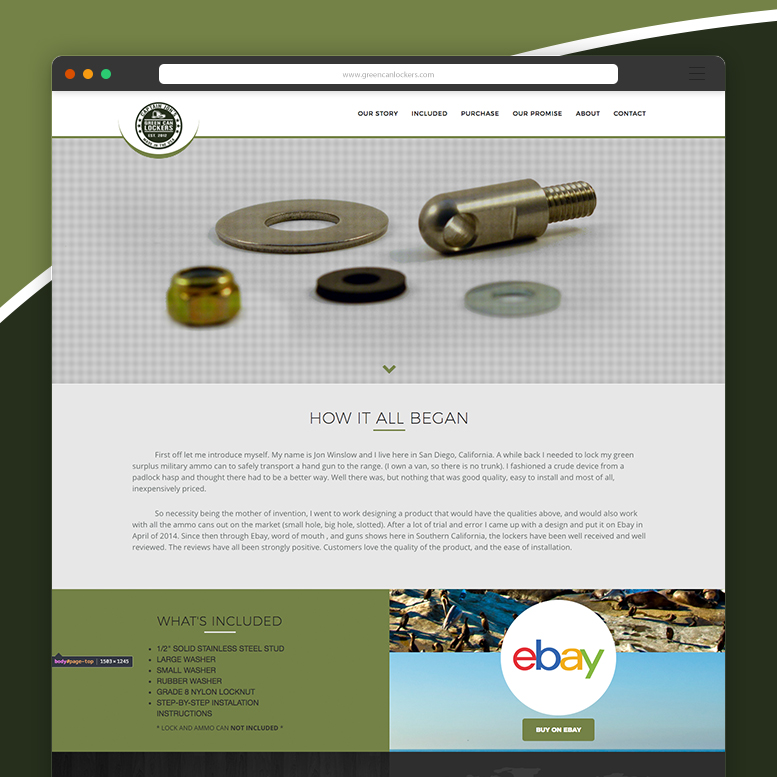 www.greencanlockers.com
CAPTAIN JON'S
GREEN CAN
LOCKERS
EST. 2012
MADE IN THE USA
OUR STORY INCLUDED PURCHASE OUR PROMISE ABOUT CONTACT
HOW IT ALL BEGAN
First off let me introduce myself. My name is Jon Winslow and I live here in San Diego, California. A while back I needed to lock my green
surplus military ammo can to safely transport a hand gun to the range. (I own a van, so there is no trunk). I fashioned a crude device from a
padlock hasp and thought there had to be a better way. Well there was, but nothing that was good quality, easy to install and most of all,
inexpensively priced.
So necessity being the mother of invention, I went to work designing a product that would have the qualities above, and would also work
with all the ammo cans out on the market (small hole, big hole, slotted). After a lot of trial and error I came up with a design and put it on Ebay in
April of 2014. Since then through Ebay, word of mouth , and guns shows here in Southern California, the lockers have been well received and well
reviewed. The reviews have all been strongly positive. Customers love the quality of the product, and the ease of installation.
WHAT'S INCLUDED
• 1/2" SOLID STAINLESS STEEL STUD
• LARGE WASHER
• SMALL WASHER
• RUBBER WASHER
• GRADE 8 NYLON LOCKNUT
• STEP-BY-STEP INSTALATION
INSTRUCTIONS
* LOCK AND AMMO CAN NOT INCLUDED *
body#page-top | 1503 × 1245
ebay
BUY ON EBAY